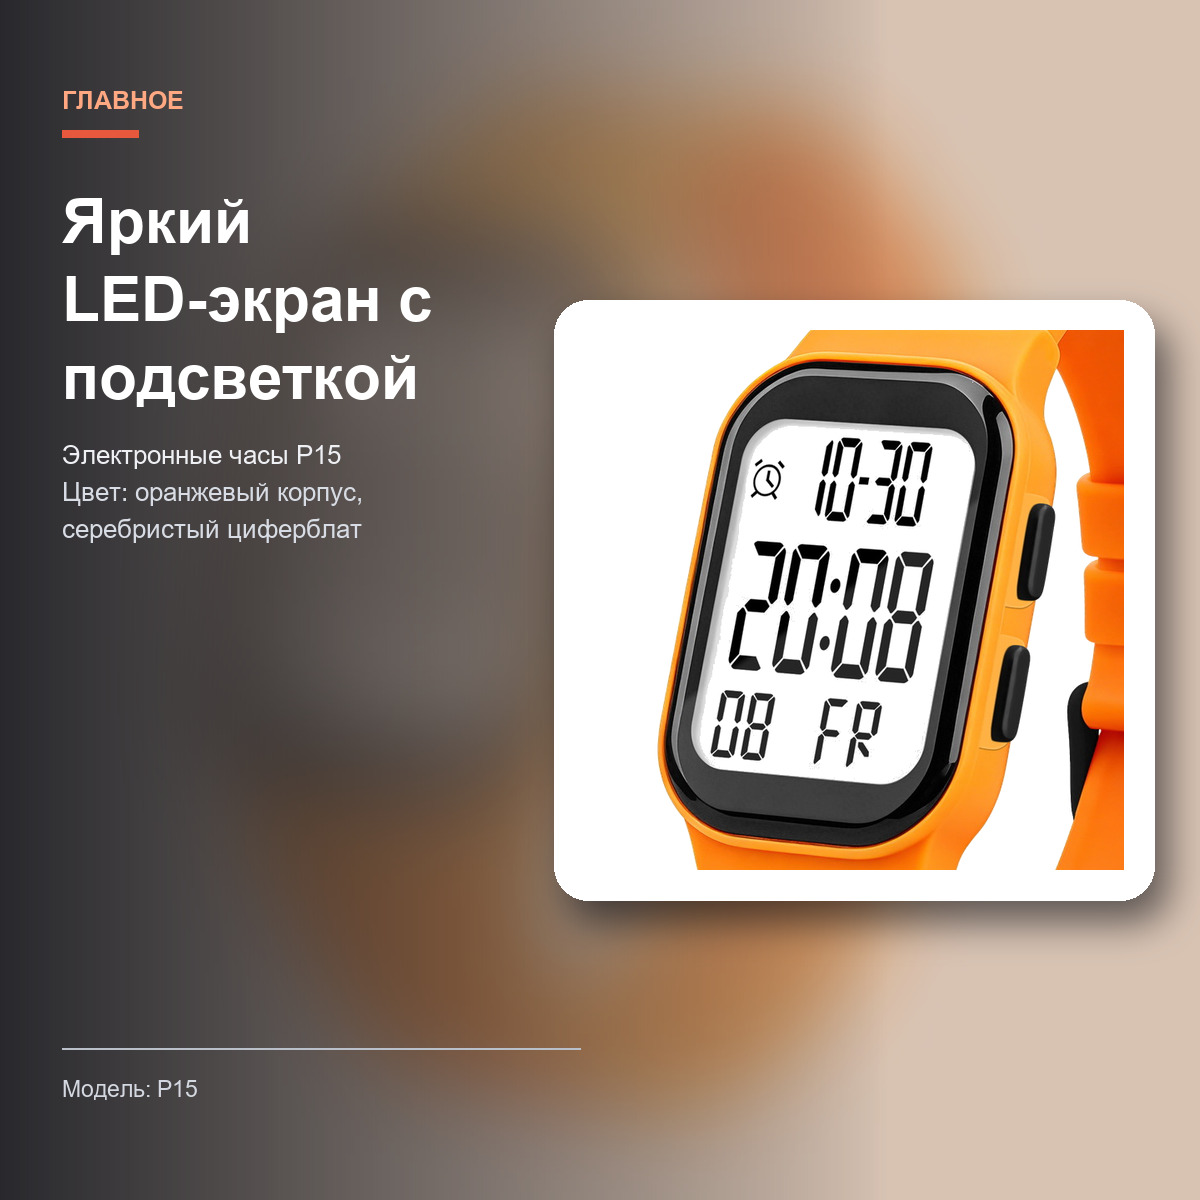 ГЛАВНОЕ
Яркий
LED-экран с
подсветкой
Электронные часы P15
Цвет: оранжевый корпус,
серебристый циферблат
10-30
20:08
08 FR
Модель: P15